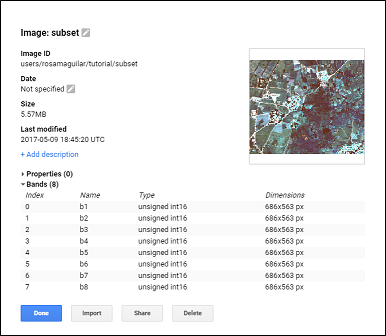 Image: subset
Image ID
users/rosamaguilar/tutorial/subset
Date
Not specified
Size
5.57MB
Last modified
2017-05-09 18:45:20 UTC
+ Add description
Properties (0)
Bands (8)
Index Name Type Dimensions
0 b1 unsigned int16 686x563 px
1 b2 unsigned int16 686x563 px
2 b3 unsigned int16 686x563 px
3 b4 unsigned int16 686x563 px
4 b5 unsigned int16 686x563 px
5 b6 unsigned int16 686x563 px
6 b7 unsigned int16 686x563 px
7 b8 unsigned int16 686x563 px
Done Import Share Delete